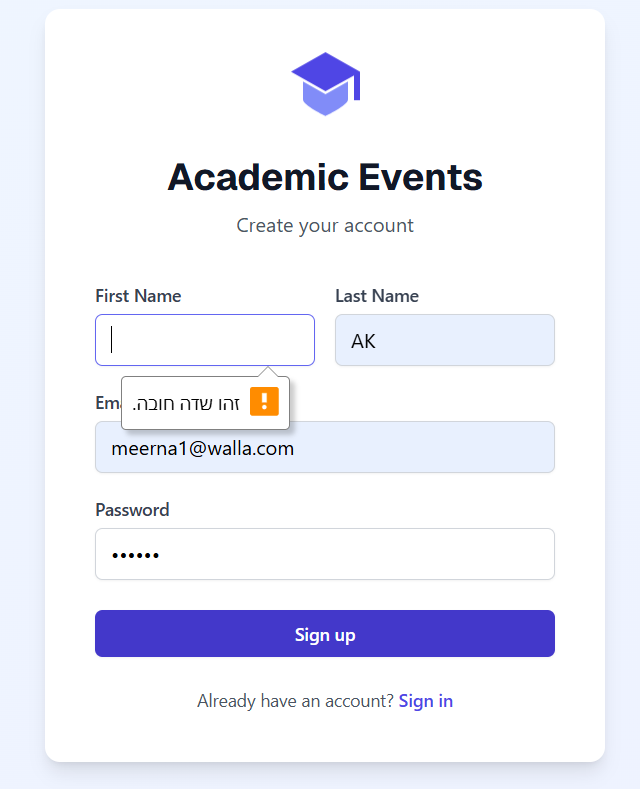 Academic Events
Create your account
First Name
Last Name
AK
זהו שדה חובה.
Em
meerna1@walla.com
Password
••••••
Sign up
Already have an account? Sign in